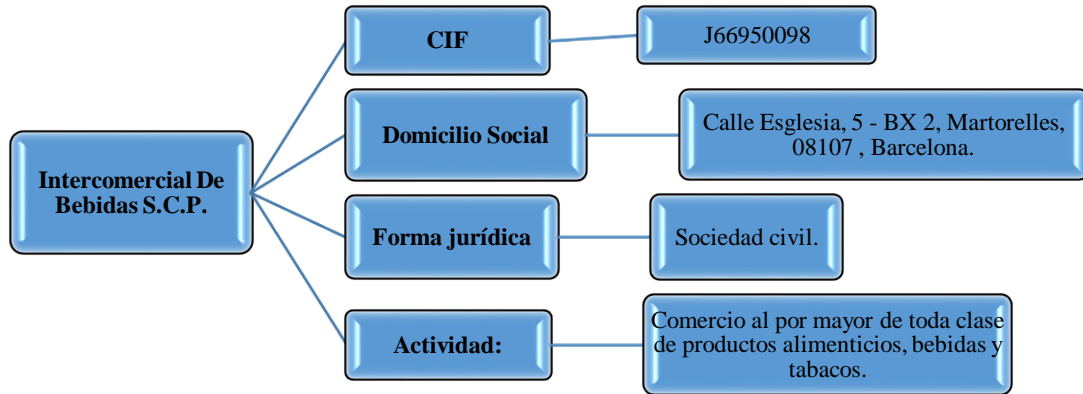 Intercomercial De
Bebidas S.C.P.
CIF
J66950098
Domicilio Social
Calle Esglesia, 5 - BX 2, Martorelles,
08107 , Barcelona.
Forma jurídica
Sociedad civil.
Actividad:
Comercio al por mayor de toda clase
de productos alimenticios, bebidas y
tabacos.